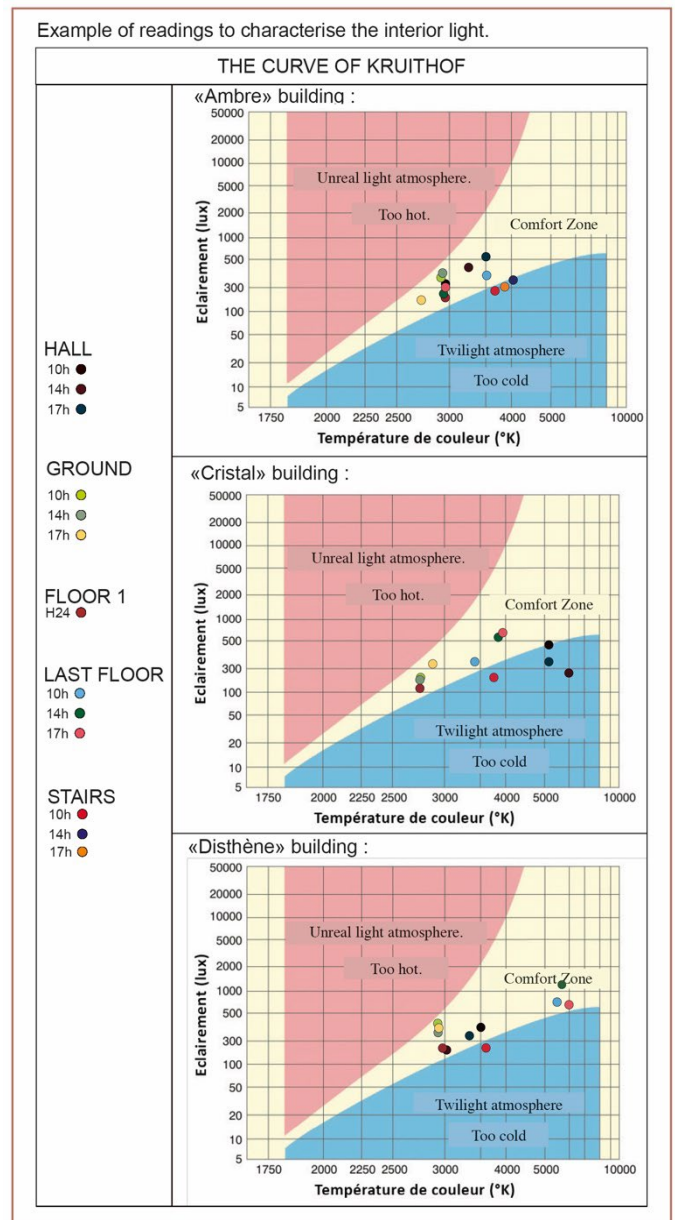 Example of readings to characterise the interior light.
THE CURVE OF KRUITHOF
HALL
10h
14h
17h
GROUND
10h
14h
17h
FLOOR 1
H24
LAST FLOOR
10h
14h
17h
STAIRS
10h
14h
17h
«Ambre» building :
Eclairement (lux)
50000
20000
10000
5000
2000
1000
500
300
100
50
20
10
5
Unreal light atmosphere.
Too hot.
Comfort Zone
Twilight atmosphere
Too cold
1750 2000 2250 2500 3000 4000 5000 10000
Température de couleur (°K)
«Cristal» building :
Eclairement (lux)
50000
20000
10000
5000
2000
1000
500
300
100
50
20
10
5
Unreal light atmosphere.
Too hot.
Comfort Zone
Twilight atmosphere
Too cold
1750 2000 2250 2500 3000 4000 5000 10000
Température de couleur (°K)
«Disthène» building :
Eclairement (lux)
50000
20000
10000
5000
2000
1000
500
300
100
50
20
10
5
Unreal light atmosphere.
Too hot.
Comfort Zone
Twilight atmosphere
Too cold
1750 2000 2250 2500 3000 4000 5000 10000
Température de couleur (°K)